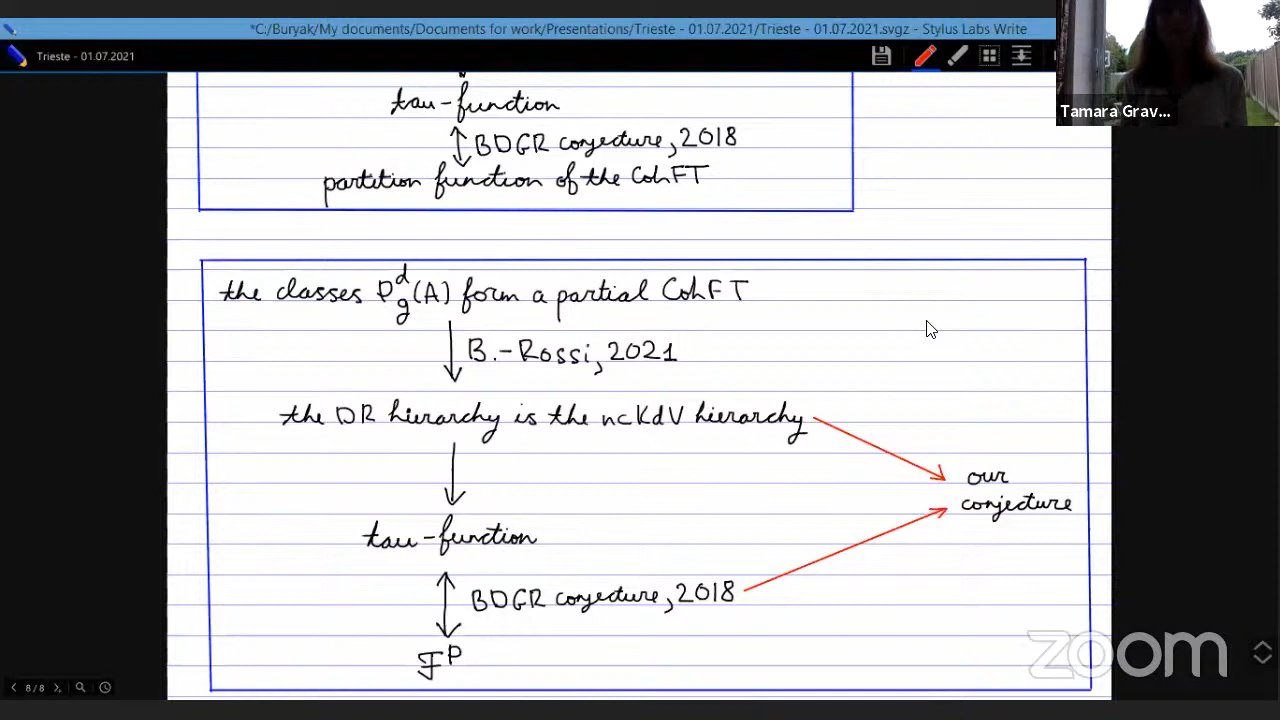 *C:/Buryak/My documents/Documents for work/Presentations/Trieste - 01.07.2021/Trieste - 01.07.2021.svgz - Stylus Labs Write
Trieste - 01.07.2021
Tamara Grav...
tau-function
BDGR conjecture, 2018
partition function of the CohFT
the classes P_g^d(A) form a partial CohFT
B.-Rossi, 2021
the DR hierarchy is the ncKdV hierarchy
our
conjecture
tau-function
BDGR conjecture, 2018
F^P
zoom
8/8